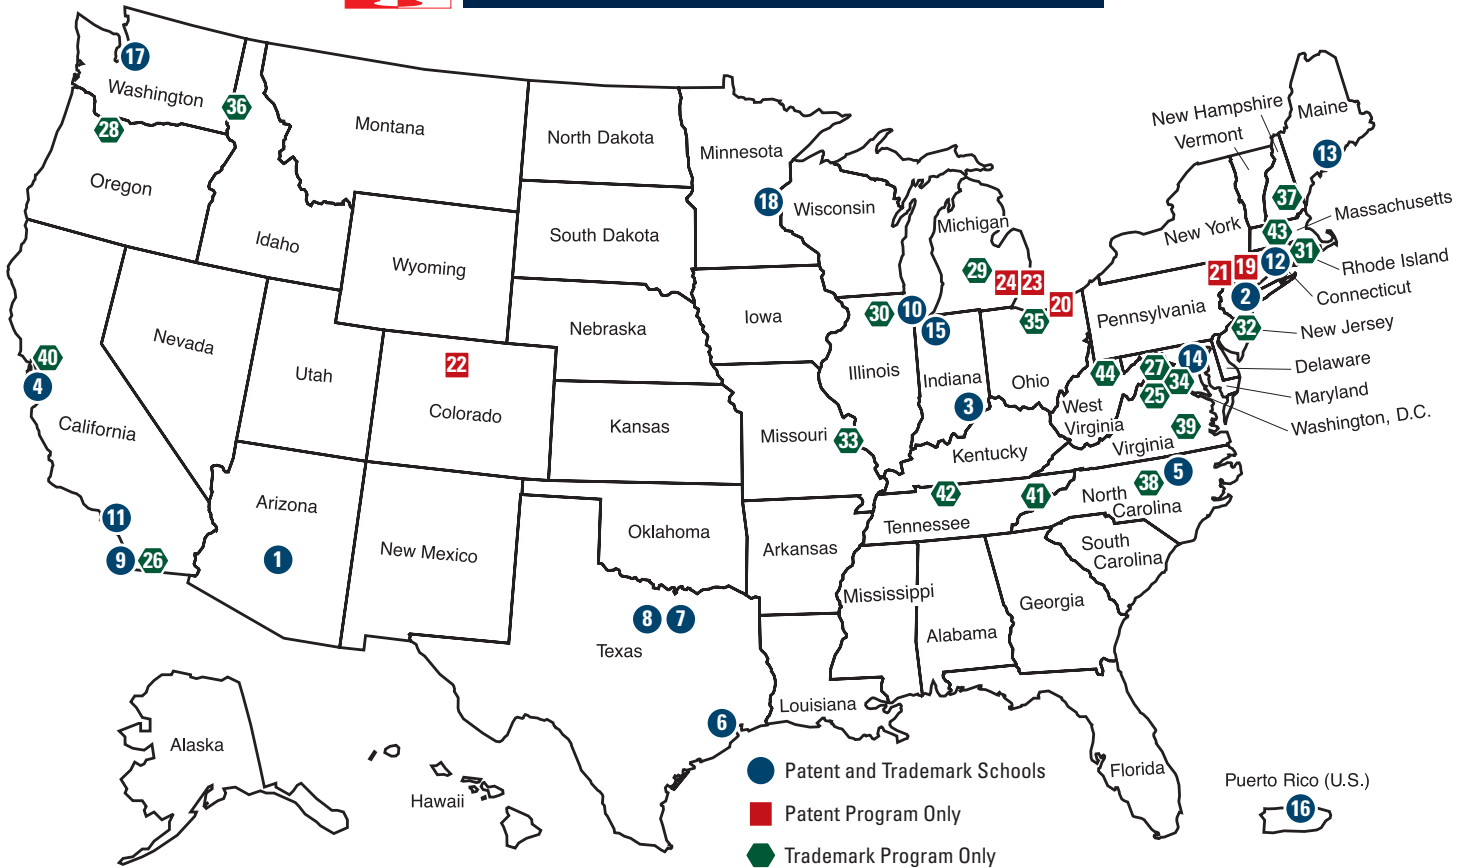 17
Washington
36
28
Oregon
Montana
North Dakota
Minnesota
18
Wisconsin
Michigan
New Hampshire
Vermont
Maine
13
37
Massachusetts
New York
43
31
Rhode Island
12
Connecticut
19
21
2
Idaho
Wyoming
South Dakota
29
24
23
20
35
30
10
15
Pennsylvania
32
New Jersey
Nevada
Utah
22
Colorado
Nebraska
Iowa
Illinois
Indiana
3
Ohio
44
27
14
34
25
Delaware
Maryland
Washington, D.C.
40
4
California
Kansas
Missouri
33
Kentucky
West
Virginia
Virginia
39
5
38
North
Carolina
11
9
26
Arizona
1
New Mexico
Oklahoma
Arkansas
42
41
Tennessee
South
Carolina
Mississippi
Alabama
Georgia
8
7
Texas
6
Louisiana
Florida
Alaska
Hawaii
Puerto Rico (U.S.)
16
Patent and Trademark Schools
Patent Program Only
Trademark Program Only